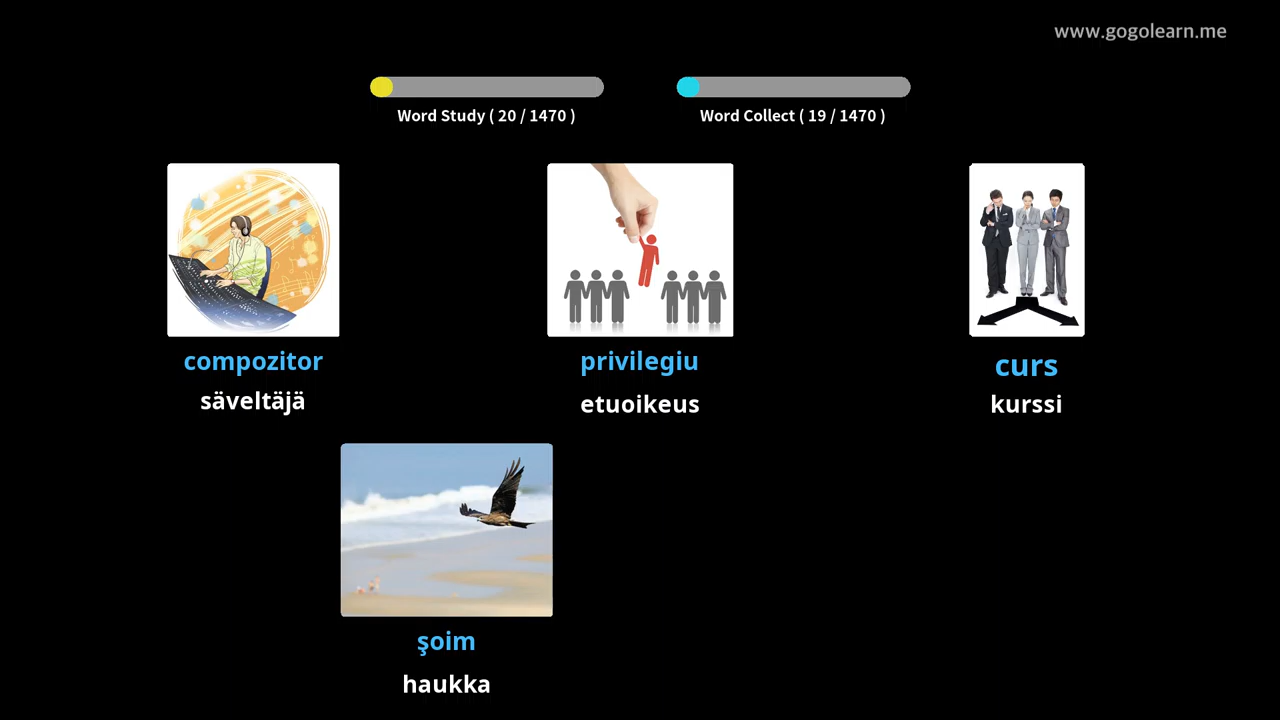 www.gogolearn.me
Word Study ( 20 / 1470 )
Word Collect ( 19 / 1470 )
compozitor
săveltäjä
privilegiu
etuoikeus
curs
kurssi
şoim
haukka